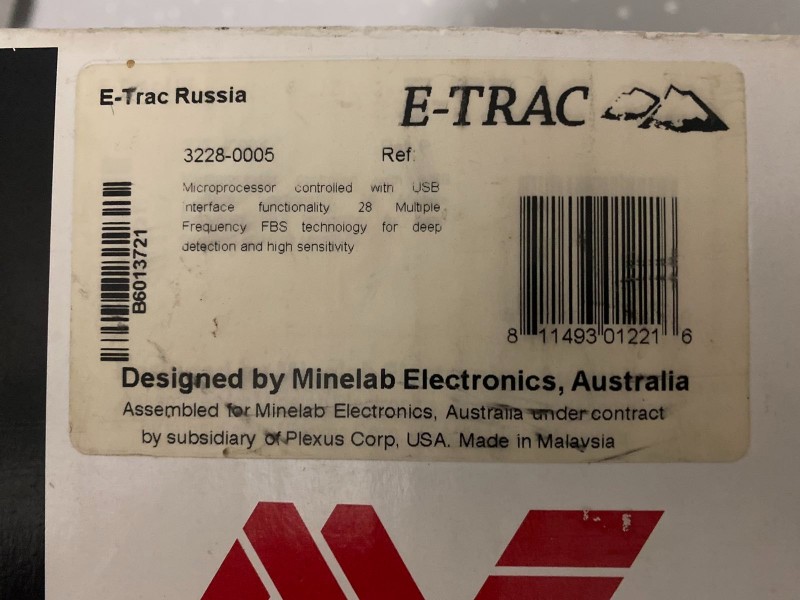 E-Trac Russia
E-TRAC
3228-0005 Ref:
Microprocessor controlled with USB
interface functionality 28 Multiple
Frequency FBS technology for deep
detection and high sensitivity
B6013721
8 11493 01221 6
Designed by Minelab Electronics, Australia
Assembled for Minelab Electronics, Australia under contract
by subsidiary of Plexus Corp, USA. Made in Malaysia